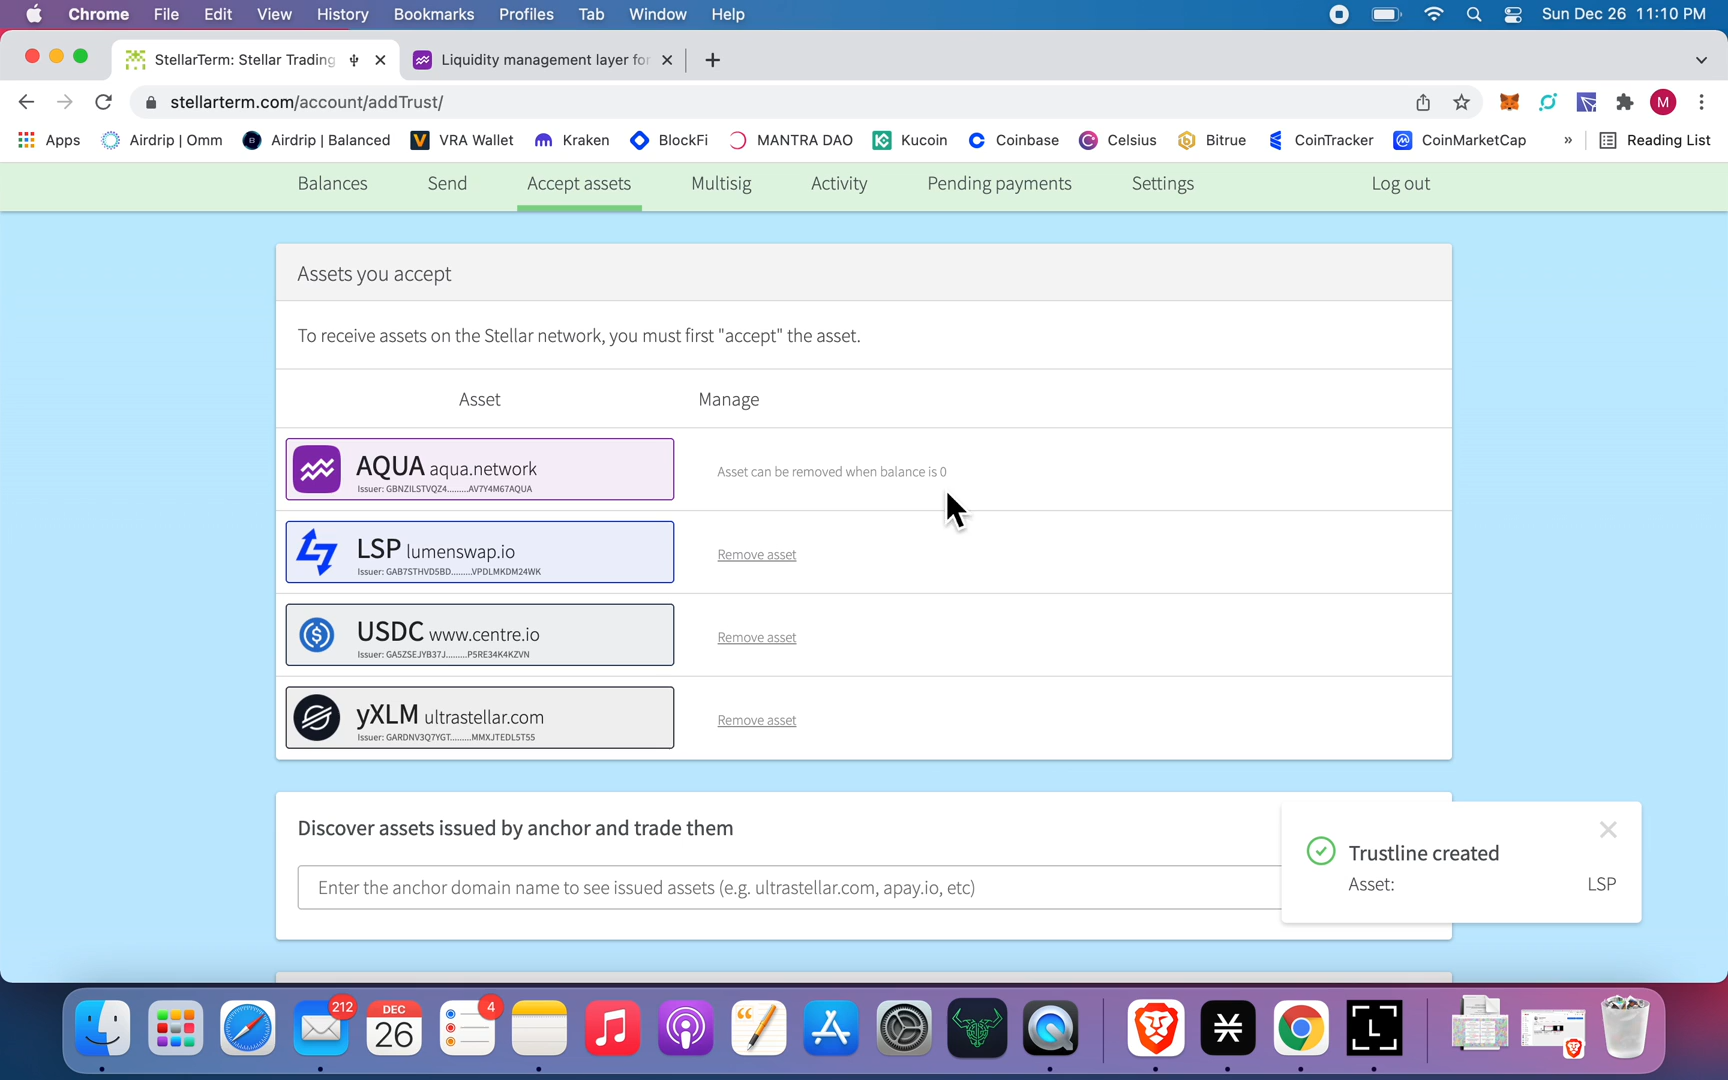 Chrome File Edit View History Bookmarks Profiles Tab Window Help Sun Dec 26 11:10 PM
StellarTerm: Stellar Trading Liquidity management layer for
stellarterm.com/account/addTrust/ M
Apps Airdrip | Omm Airdrip | Balanced VRA Wallet Kraken BlockFi MANTRA DAO Kucoin Coinbase Celsius Bitrue CoinTracker CoinMarketCap » Reading List
Balances Send Accept assets Multisig Activity Pending payments Settings Log out
Assets you accept
To receive assets on the Stellar network, you must first "accept" the asset.
Asset Manage
AQUA aqua.network
Issuer: GBNZILSTVQZ4........AV7Y4M67AQUA
Asset can be removed when balance is 0
LSP lumenswap.io
Issuer: GAB7STHVD5BD........VPDLMKDM24WK
Remove asset
USDC www.centre.io
Issuer: GA5ZSEJYB37J........P5RE34K4KZVN
Remove asset
yXLM ultrastellar.com
Issuer: GARDNV3Q7YGT........MMXJTEDL5T55
Remove asset
Discover assets issued by anchor and trade them
Enter the anchor domain name to see issued assets (e.g. ultrastellar.com, apay.io, etc)
Trustline created
Asset: LSP
212 DEC 26 4 L